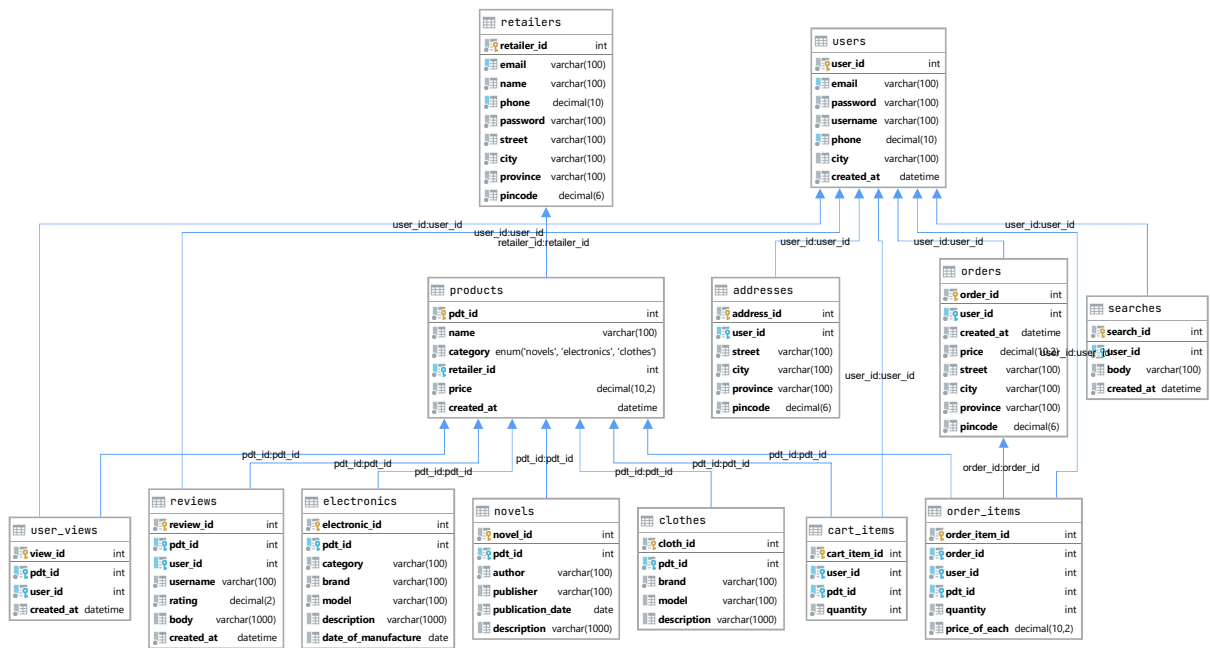 retailers
retailer_id int
email varchar(100)
name varchar(100)
phone decimal(10)
password varchar(100)
street varchar(100)
city varchar(100)
province varchar(100)
pincode decimal(6)
users
user_id int
email varchar(100)
password varchar(100)
username varchar(100)
phone decimal(10)
city varchar(100)
created_at datetime
user_id:user_id
user_id:user_id
retailer_id:retailer_id
user_id:user_id
user_id:user_id
products
pdt_id int
name varchar(100)
category enum('novels', 'electronics', 'clothes')
retailer_id int
price decimal(10,2)
created_at datetime
addresses
address_id int
user_id int
street varchar(100)
city varchar(100)
province varchar(100)
pincode decimal(6)
user_id:user_id
orders
order_id int
user_id int
created_at datetime
price decimal(10,2)
street varchar(100)
city varchar(100)
province varchar(100)
pincode decimal(6)
user_id:user_id
searches
search_id int
user_id int
body varchar(100)
created_at datetime
pdt_id:pdt_id
pdt_id:pdt_id
pdt_id:pdt_id
pdt_id:pdt_id
pdt_id:pdt_id
pdt_id:pdt_id
pdt_id:pdt_id
order_id:order_id
user_views
view_id int
pdt_id int
user_id int
created_at datetime
reviews
review_id int
pdt_id int
user_id int
username varchar(100)
rating decimal(2)
body varchar(1000)
created_at datetime
electronics
electronic_id int
pdt_id int
category varchar(100)
brand varchar(100)
model varchar(100)
description varchar(1000)
date_of_manufacture date
novels
novel_id int
pdt_id int
author varchar(100)
publisher varchar(100)
publication_date date
description varchar(1000)
clothes
cloth_id int
pdt_id int
brand varchar(100)
model varchar(100)
description varchar(1000)
cart_items
cart_item_id int
user_id int
pdt_id int
quantity int
order_items
order_item_id int
order_id int
user_id int
pdt_id int
quantity int
price_of_each decimal(10,2)